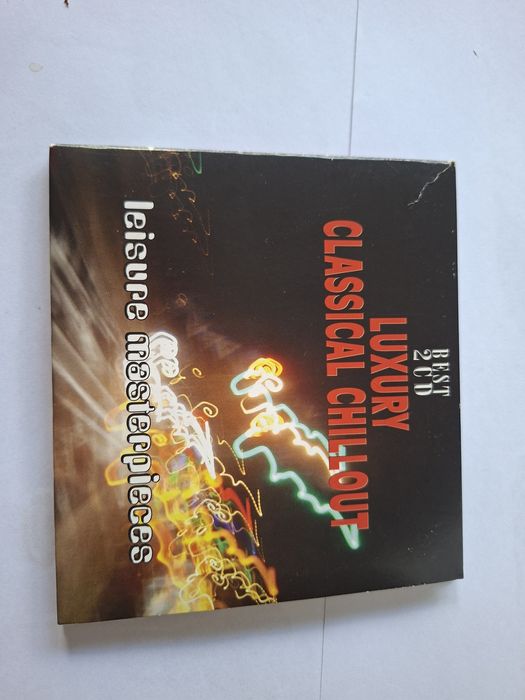 BEST
2CD
LUXURY
CLASSICAL CHILLOUT
leisure masterpieces